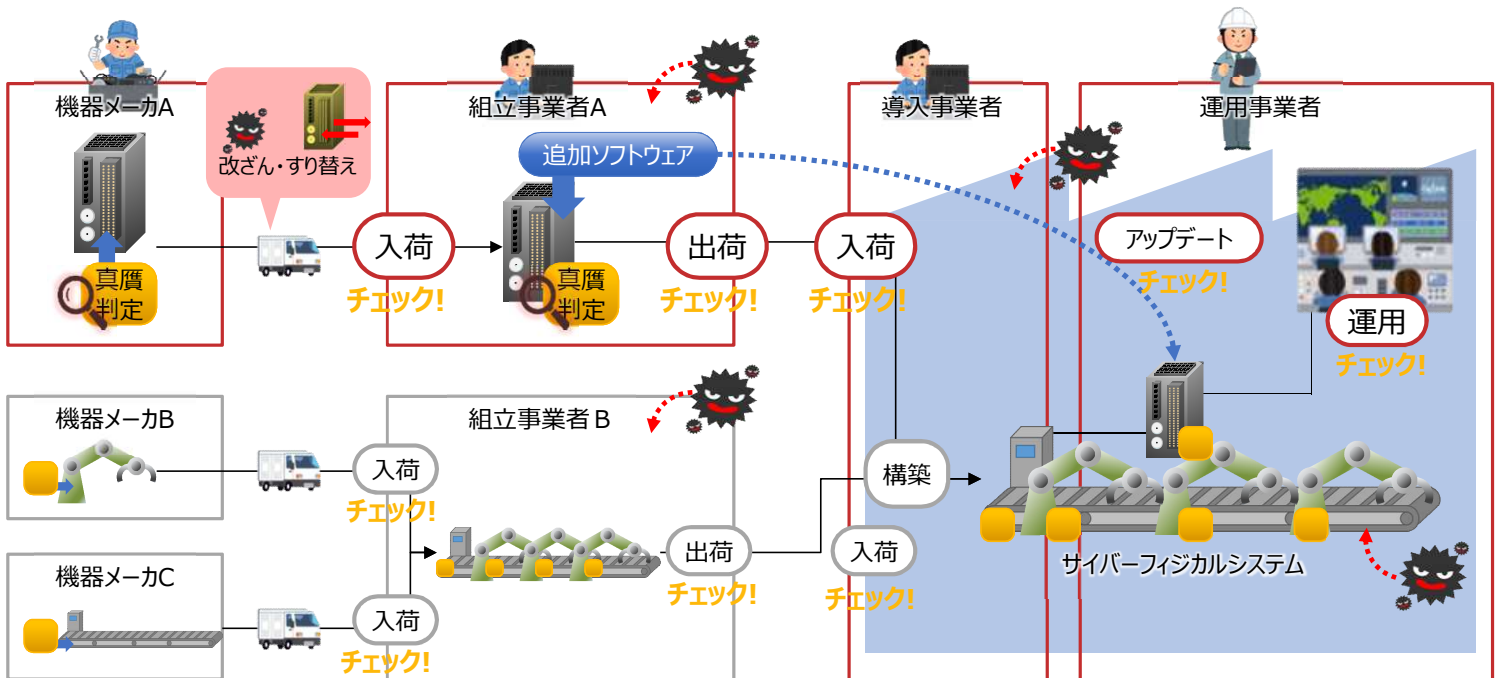 機器メーカA
改ざん・すり替え
組立事業者A
導入事業者
運用事業者
追加ソフトウェア
入荷
出荷
入荷
アップデート
チェック!
運用
チェック!
真贋
判定
チェック!
真贋
判定
チェック!
チェック!
機器メーカB
組立事業者B
入荷
チェック!
構築
出荷
チェック!
入荷
チェック!
サイバーフィジカルシステム
機器メーカC
入荷
チェック!